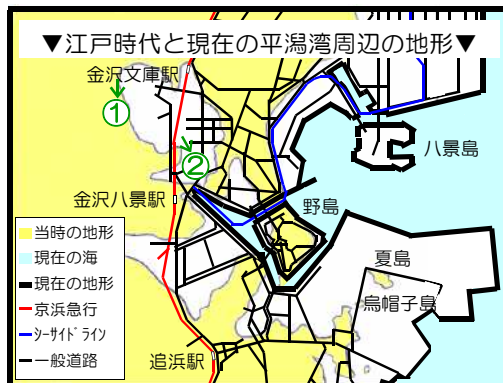 ▼江戸時代と現在の平潟湾周辺の地形▼
金沢文庫駅
①
②
八景島
金沢八景駅
野島
当時の地形
現在の海
現在の地形
京浜急行
シーサイドライン
一般道路
夏島
烏帽子島
追浜駅